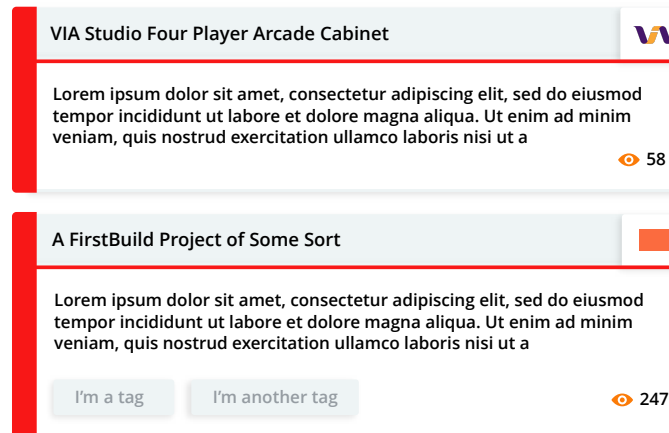 VIA Studio Four Player Arcade Cabinet
Lorem ipsum dolor sit amet, consectetur adipiscing elit, sed do eiusmod
tempor incididunt ut labore et dolore magna aliqua. Ut enim ad minim
veniam, quis nostrud exercitation ullamco laboris nisi ut a
58
A FirstBuild Project of Some Sort
Lorem ipsum dolor sit amet, consectetur adipiscing elit, sed do eiusmod
tempor incididunt ut labore et dolore magna aliqua. Ut enim ad minim
veniam, quis nostrud exercitation ullamco laboris nisi ut a
I'm a tag I'm another tag 247